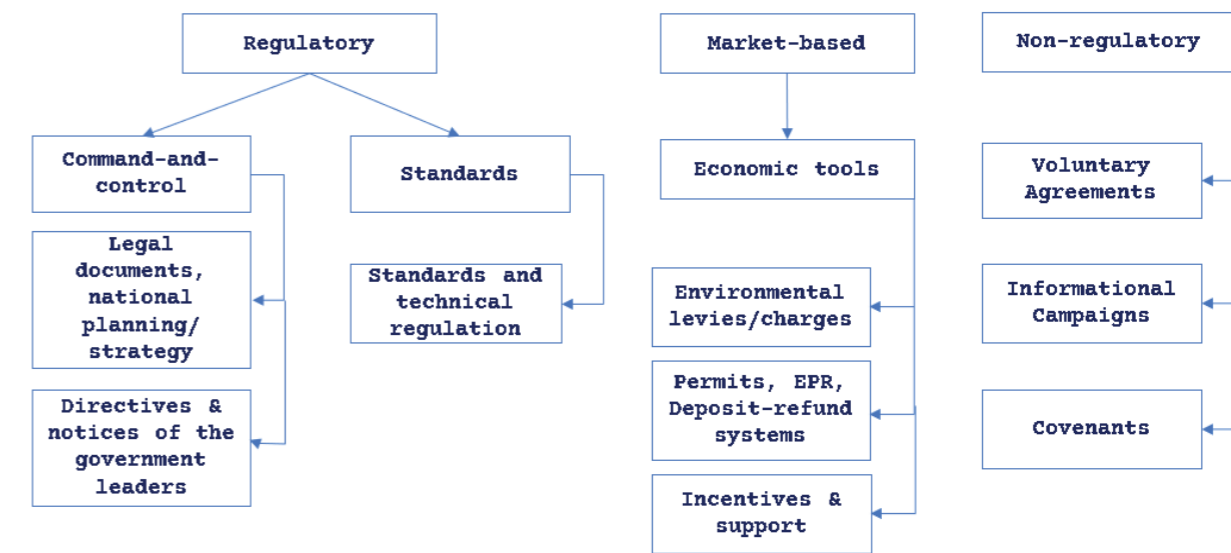 Regulatory
Market-based
Non-regulatory
Command-and-
control
Standards
Economic tools
Voluntary
Agreements
Legal
documents,
national
planning/
strategy
Standards and
technical
regulation
Environmental
levies/charges
Informational
Campaigns
Directives &
notices of the
government
leaders
Permits, EPR,
Deposit-refund
systems
Covenants
Incentives &
support